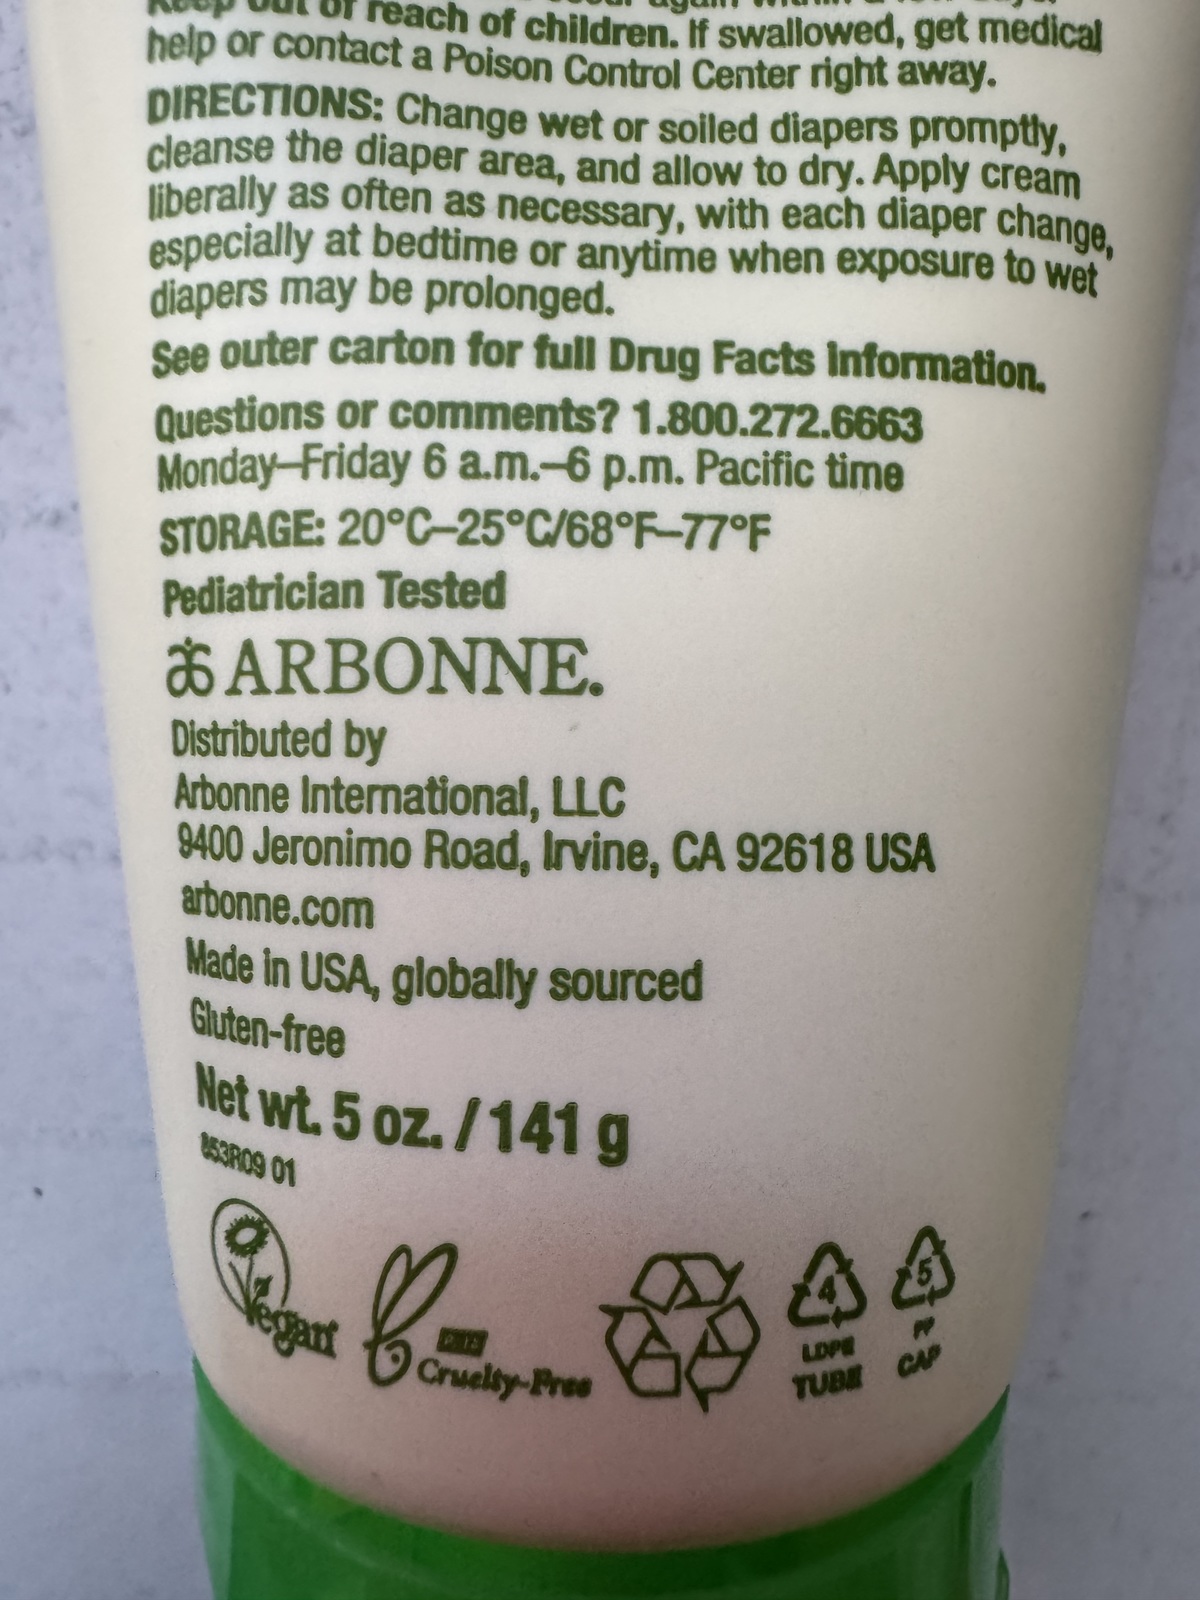 Keep out of reach of children. If swallowed, get medical
help or contact a Poison Control Center right away.
DIRECTIONS: Change wet or soiled diapers promptly,
cleanse the diaper area, and allow to dry. Apply cream
liberally as often as necessary, with each diaper change,
especially at bedtime or anytime when exposure to wet
diapers may be prolonged.
See outer carton for full Drug Facts information.
Questions or comments? 1.800.272.6663
Monday–Friday 6 a.m.–6 p.m. Pacific time
STORAGE: 20°C–25°C/68°F–77°F
Pediatrician Tested
ARBONNE.
Distributed by
Arbonne International, LLC
9400 Jeronimo Road, Irvine, CA 92618 USA
arbonne.com
Made in USA, globally sourced
Gluten-free
Net wt. 5 oz. / 141 g
853R09 01
Vegan
Cruelty-Free
4
LDPE
TUBE
5
PP
CAP